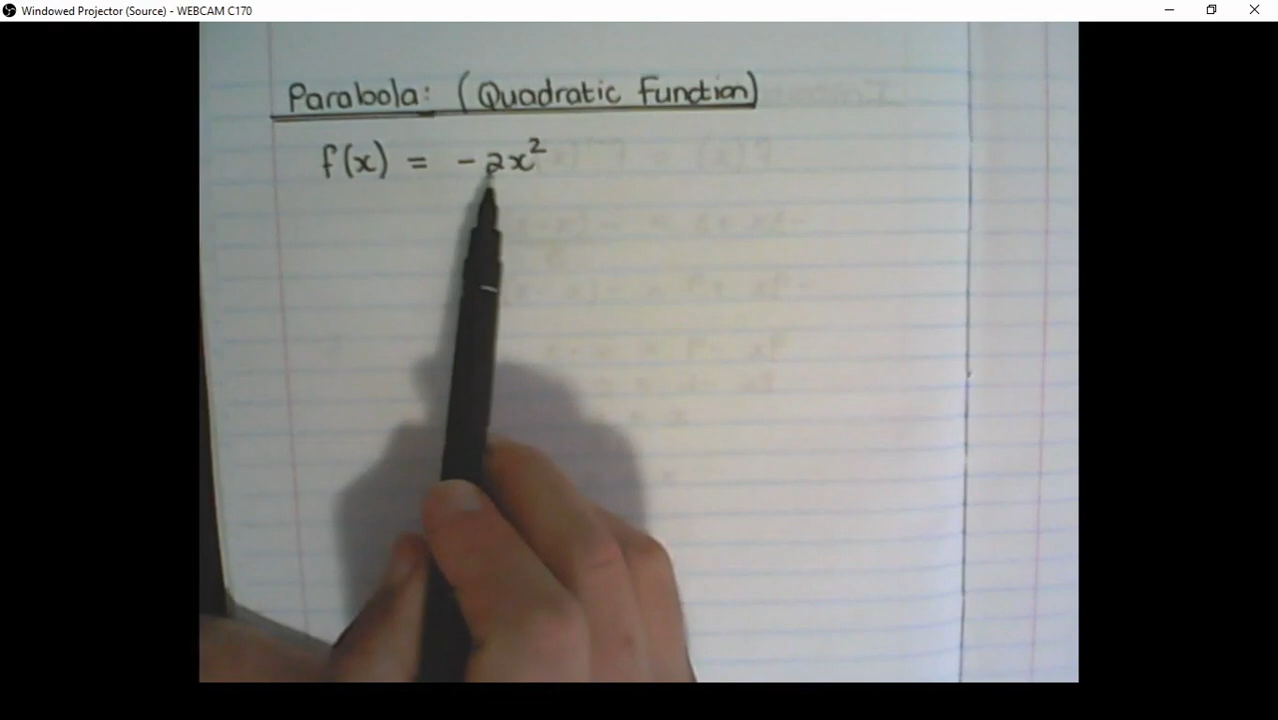 Windowed Projector (Source) - WEBCAM C170
Parabola: (Quadratic Function)
f(x) = -2x²